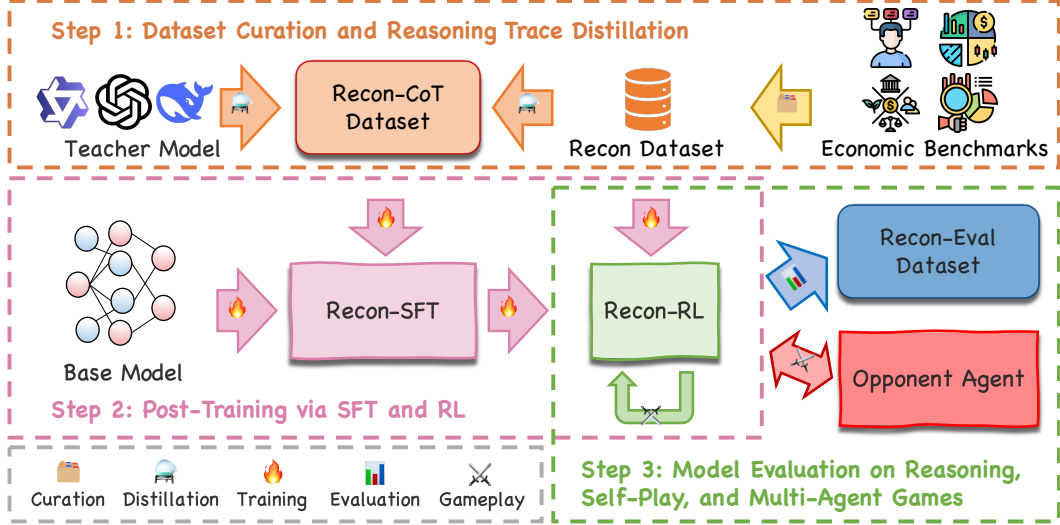 Step 1: Dataset Curation and Reasoning Trace Distillation
Recon-CoT
Dataset
Teacher Model
Recon Dataset
Economic Benchmarks
Recon-Eval
Dataset
Recon-SFT
Recon-RL
Base Model
Opponent Agent
Step 2: Post-Training via SFT and RL
Step 3: Model Evaluation on Reasoning,
Self-Play, and Multi-Agent Games
Curation
Distillation
Training
Evaluation
Gameplay